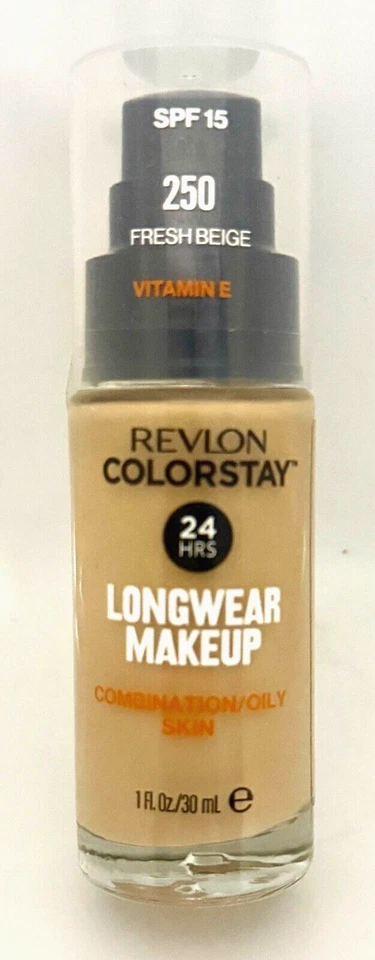 SPF 15
250
FRESH BEIGE
VITAMIN E
REVLON
COLORSTAY™
24
HRS
LONGWEAR
MAKEUP
COMBINATION/OILY
SKIN
1 Fl. Oz./30 mL ℮